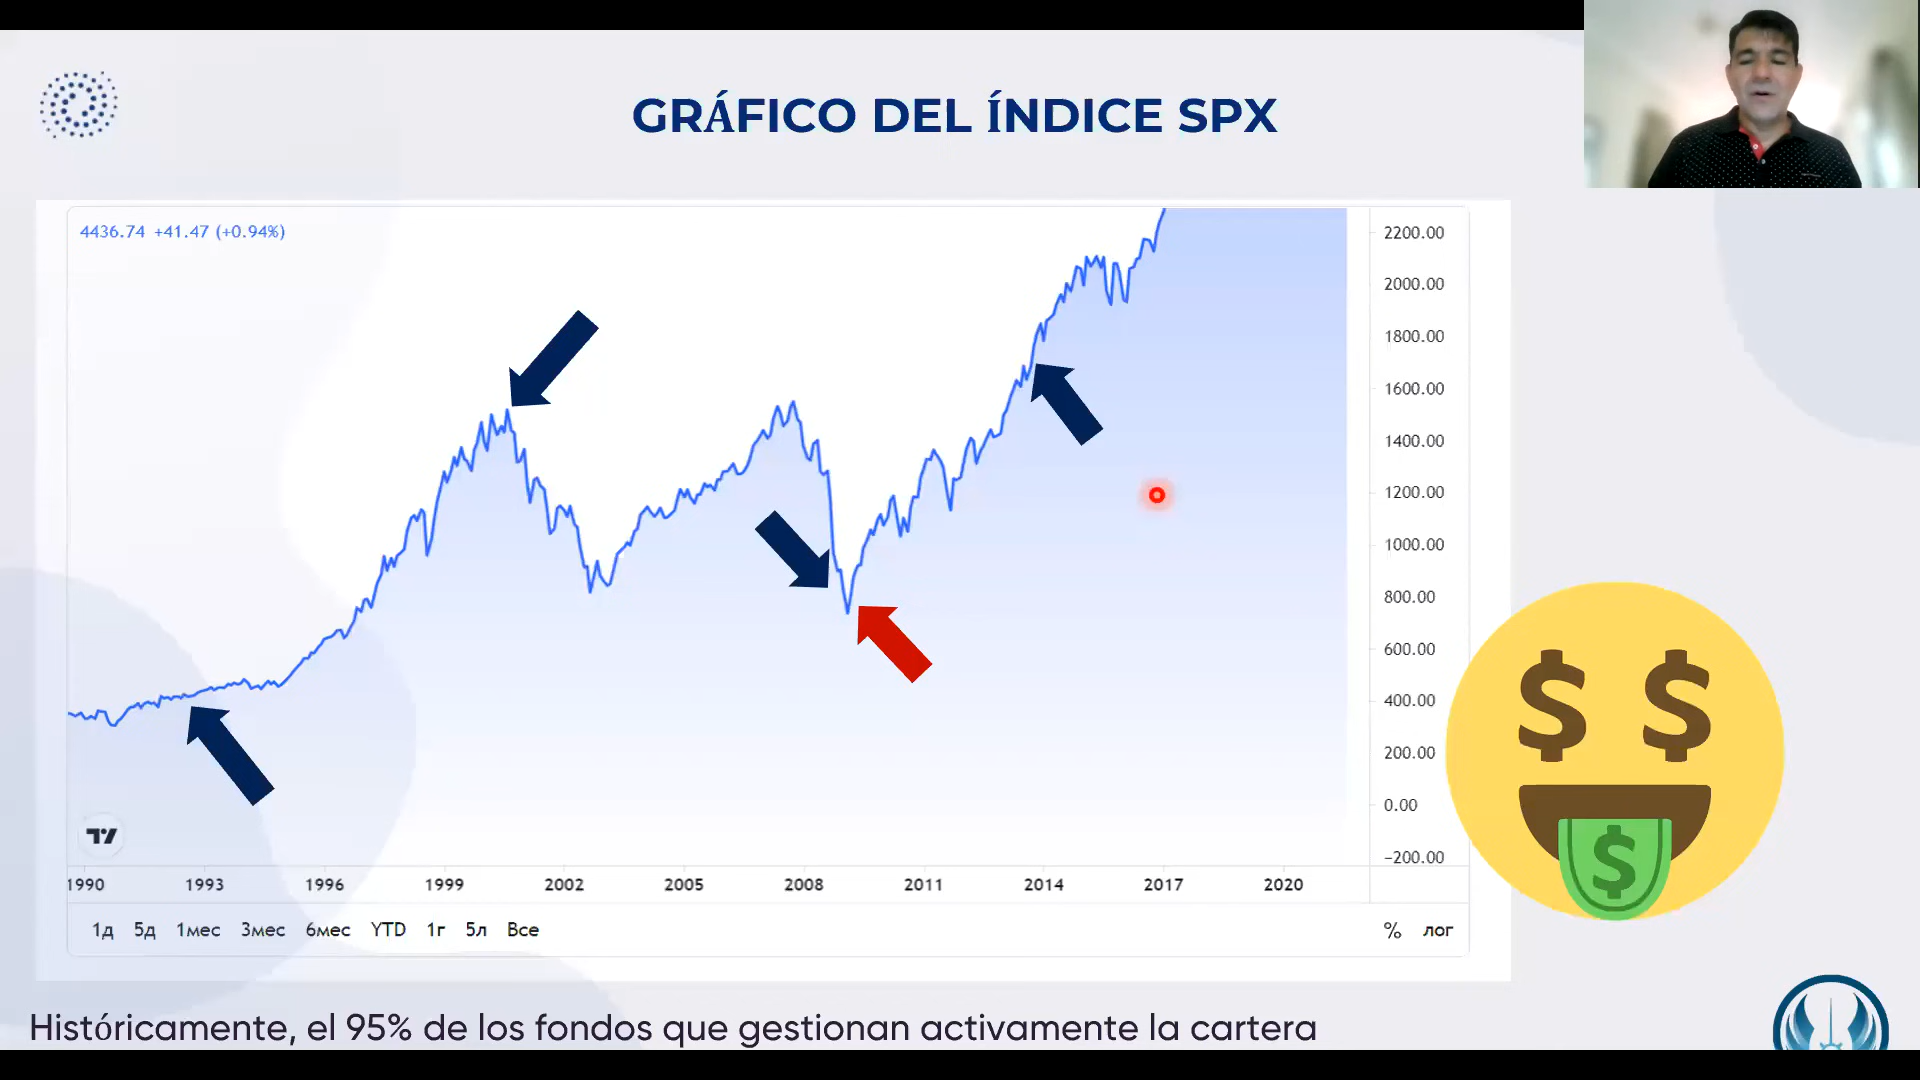 GRÁFICO DEL ÍNDICE SPX
4436.74 +41.47 (+0.94%)
2200.00
2000.00
1800.00
1600.00
1400.00
1200.00
1000.00
800.00
600.00
400.00
200.00
0.00
−200.00
1990 1993 1996 1999 2002 2005 2008 2011 2014 2017 2020
1д 5д 1мес 3мес 6мес YTD 1г 5л Все % лог
Históricamente, el 95% de los fondos que gestionan activamente la cartera